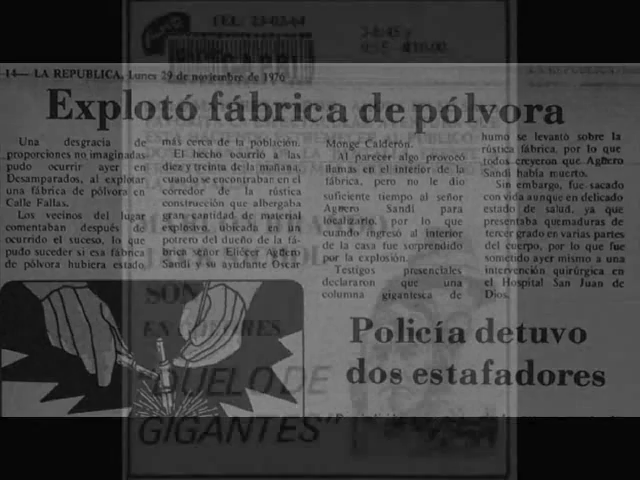 TEL: 23-02-64
14— LA REPUBLICA, Lunes 29 de noviembre de 1976
Explotó fábrica de pólvora
Una desgracia de
proporciones no imaginadas
pudo ocurrir ayer en
Desamparados, al explotar
una fábrica de pólvora en
Calle Fallas.
Los vecinos del lugar
comentaban después de
ocurrido el suceso, lo que
pudo suceder si esa fábrica
de pólvora hubiera estado
más cerca de la población.
El hecho ocurrió a las
diez y treinta de la mañana,
cuando se encontraban en el
corredor de la rústica
construcción que albergaba
gran santidad de material
explosivo, ubicada en un
potrero del dueño de la fá-
brica señor Eliécer Agüero
Sandí y su ayudante Oscar
Monge Calderón.
Al parecer algo provocó
llamas en el interior de la
fábrica, pero no le dio
suficiente tiempo al señor
Agüero Sandí para
localizarlo, por lo que
cuando ingresó al interior
de la casa fue sorprendido
por la explosión.
Testigos presenciales
declararon que una
columna gigantesca de
humo se levantó sobre la
rústica fábrica, por lo que
todos creyeron que Agüero
Sandí había muerto.
Sin embargo, fue sacado
con vida aunque en delicado
estado de salud, ya que
presentaba quemaduras de
tercer grado en varias partes
del cuerpo, por lo que fue
sometido ayer mismo a una
intervención quirúrgica en
el Hospital San Juan de
Dios.
SON
Policía detuvo
dos estafadores
DUELO DE
GIGANTES"